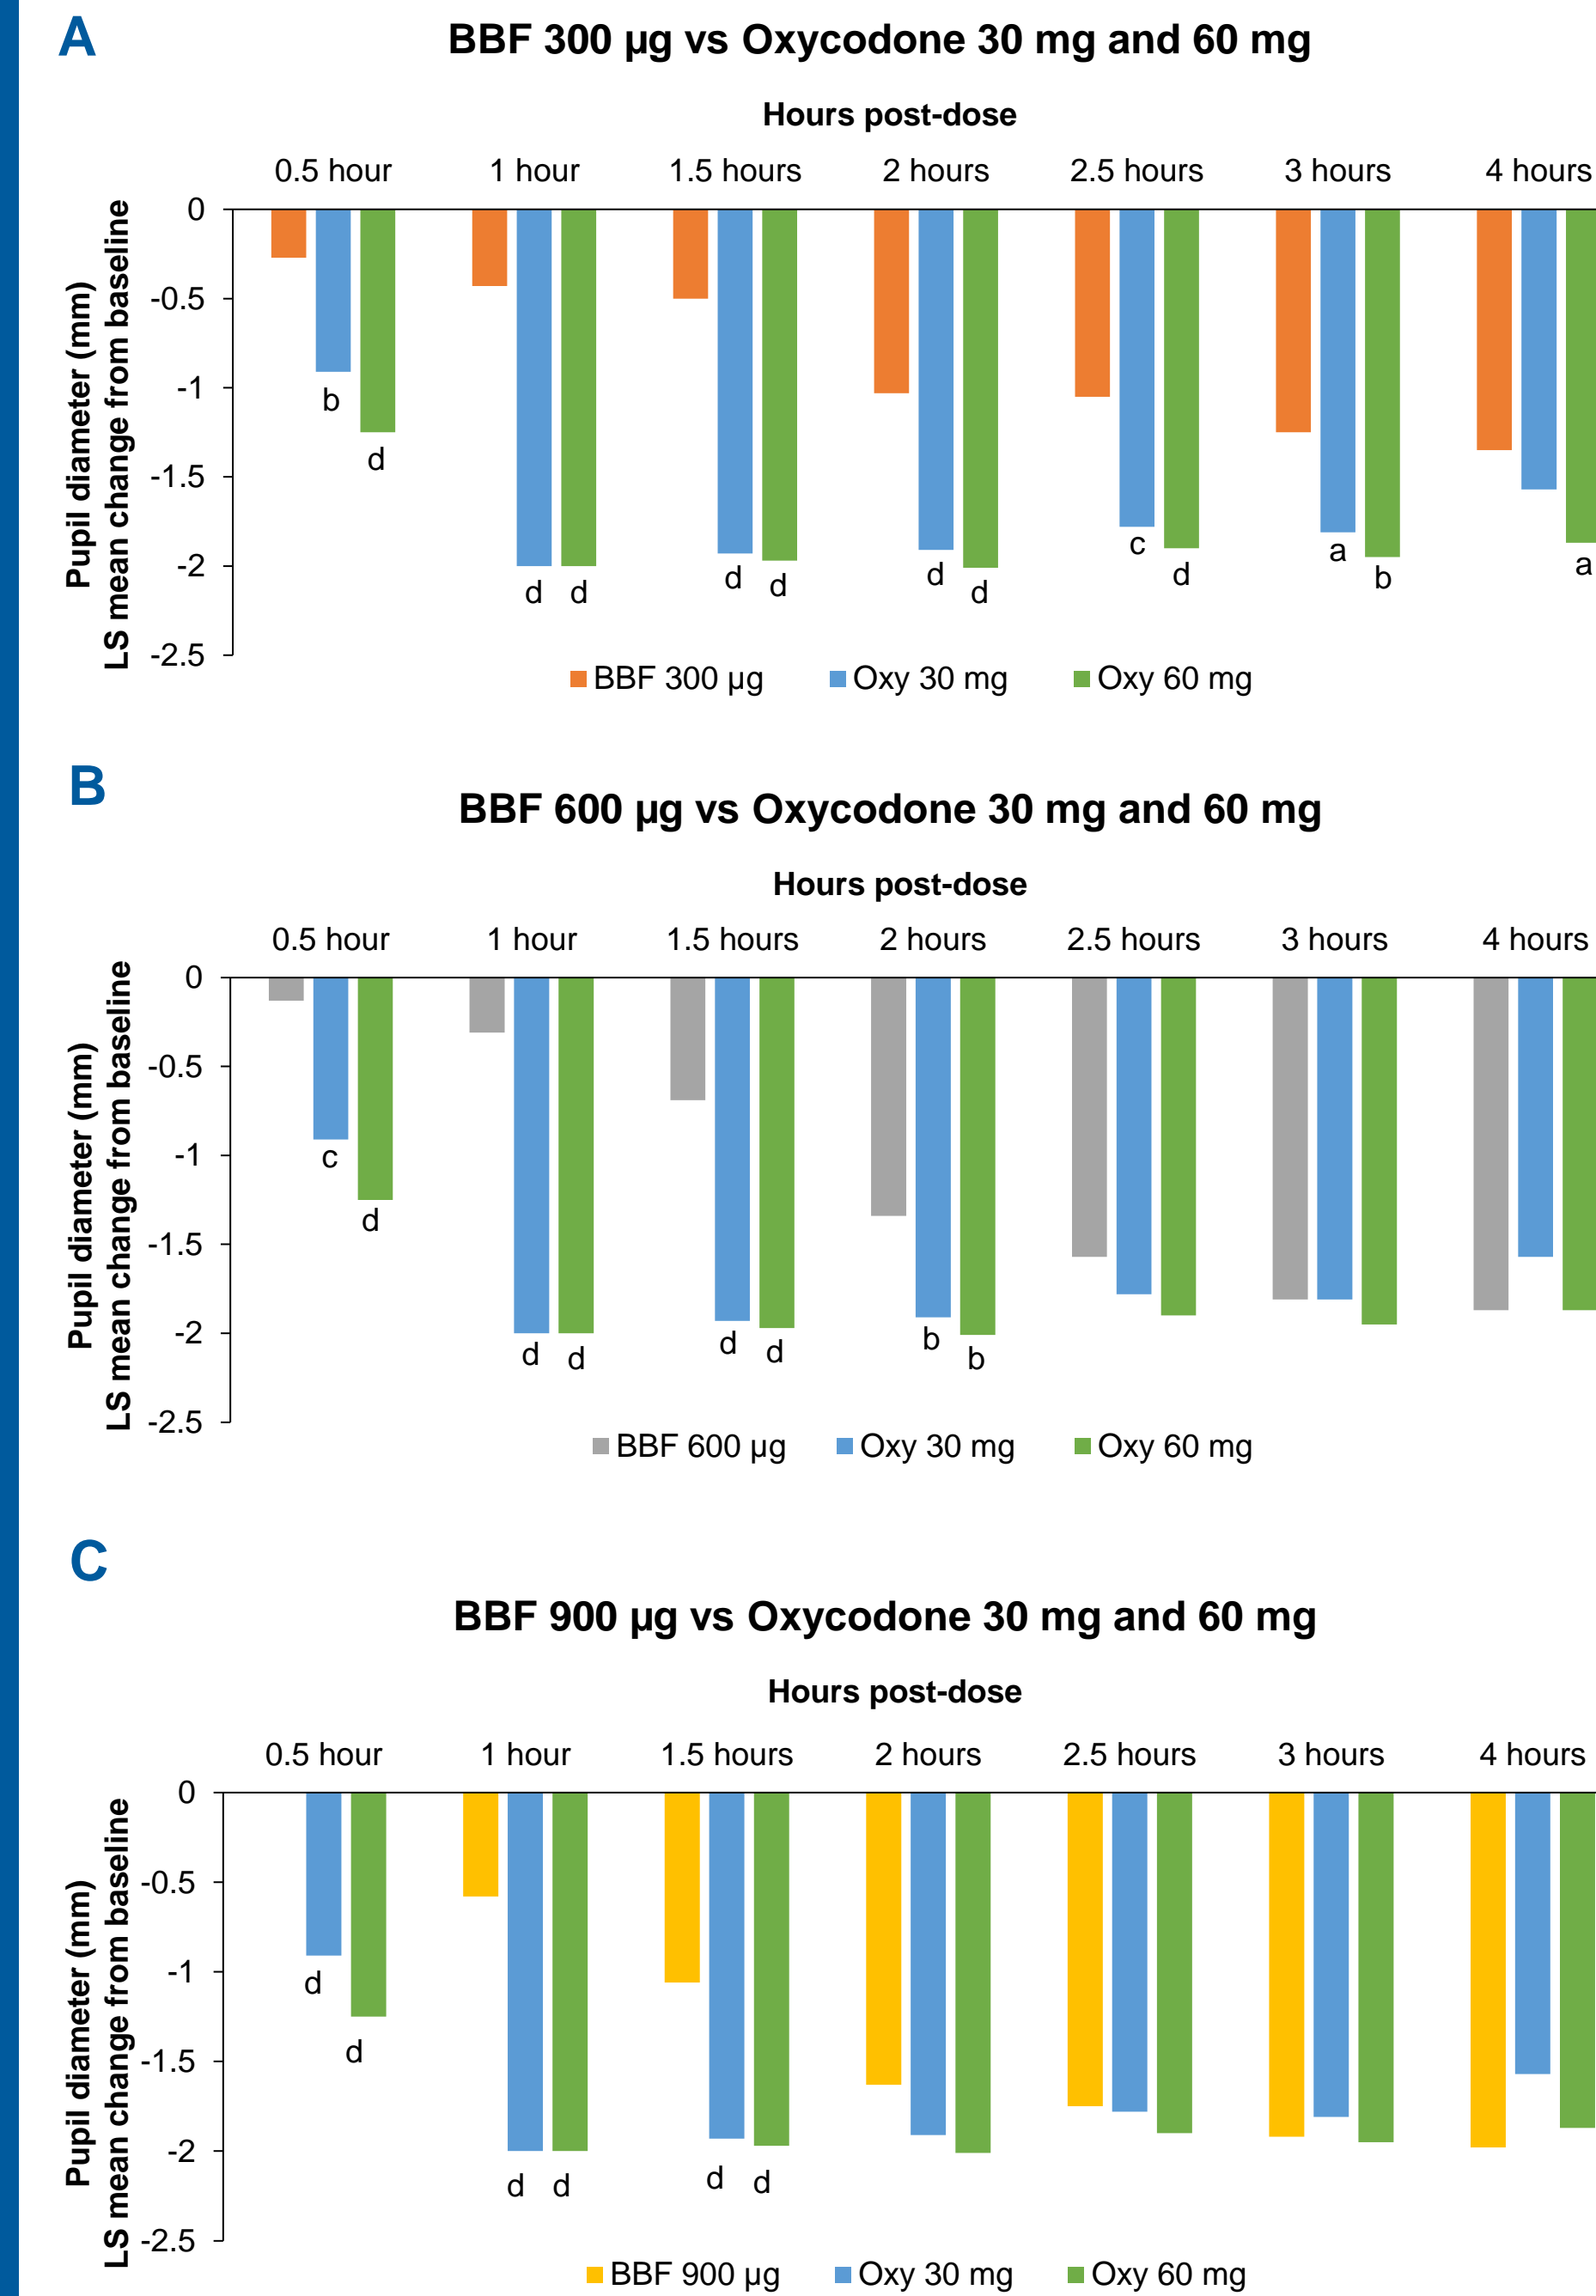 A
BBF 300 µg vs Oxycodone 30 mg and 60 mg
Hours post-dose
0.5 hour 1 hour 1.5 hours 2 hours 2.5 hours 3 hours 4 hours
Pupil diameter (mm)
LS mean change from baseline
0
-0.5
-1
-1.5
-2
-2.5
b d d d d d d d c d a b a
BBF 300 µg Oxy 30 mg Oxy 60 mg
B
BBF 600 µg vs Oxycodone 30 mg and 60 mg
Hours post-dose
0.5 hour 1 hour 1.5 hours 2 hours 2.5 hours 3 hours 4 hours
Pupil diameter (mm)
LS mean change from baseline
0
-0.5
-1
-1.5
-2
-2.5
c d d d d d b b
BBF 600 µg Oxy 30 mg Oxy 60 mg
C
BBF 900 µg vs Oxycodone 30 mg and 60 mg
Hours post-dose
0.5 hour 1 hour 1.5 hours 2 hours 2.5 hours 3 hours 4 hours
Pupil diameter (mm)
LS mean change from baseline
0
-0.5
-1
-1.5
-2
-2.5
d d d d d d
BBF 900 µg Oxy 30 mg Oxy 60 mg